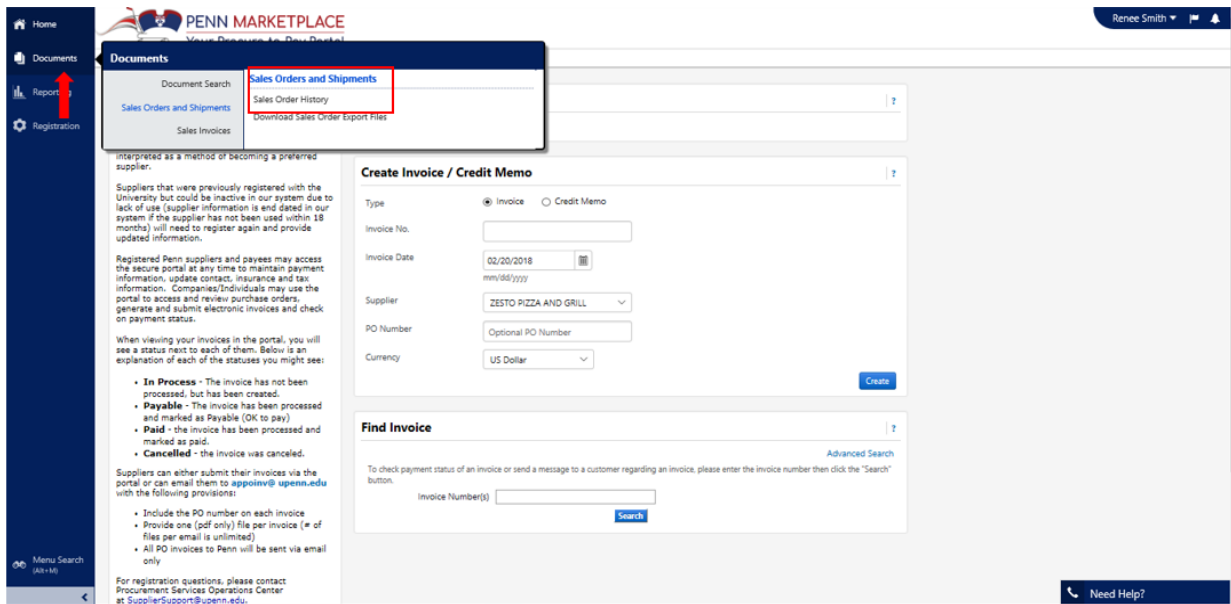 Home
PENN MARKETPLACE
Your Procure-to-Pay Portal
Renee Smith
Documents
Documents
Document Search
Sales Orders and Shipments
Sales Invoices
Sales Orders and Shipments
Sales Order History
Download Sales Order Export Files
Registration
?
interpreted as a method of becoming a preferred
supplier.
Suppliers that were previously registered with the
University but could be inactive in our system due to
lack of use (supplier information is end dated in our
system if the supplier has not been used within 18
months) will need to register again and provide
updated information.
Registered Penn suppliers and payees may access
the secure portal at any time to maintain payment
information, update contact, insurance and tax
information. Companies/Individuals may use the
portal to access and review purchase orders,
generate and submit electronic invoices and check
on payment status.
When viewing your invoices in the portal, you will
see a status next to each of them. Below is an
explanation of each of the statuses you might see:
• In Process - The invoice has not been
processed, but has been created.
• Payable - The invoice has been processed
and marked as Payable (OK to pay)
• Paid - the invoice has been processed and
marked as paid.
• Cancelled - the invoice was canceled.
Suppliers can either submit their invoices via the
portal or can email them to appoinv@ upenn.edu
with the following provisions:
• Include the PO number on each invoice
• Provide one (pdf only) file per invoice (# of
files per email is unlimited)
• All PO invoices to Penn will be sent via email
only
For registration questions, please contact
Procurement Services Operations Center
at SupplierSupport@upenn.edu.
Create Invoice / Credit Memo
?
Type
Invoice
Credit Memo
Invoice No.
Invoice Date
02/20/2018
mm/dd/yyyy
Supplier
ZESTO PIZZA AND GRILL
PO Number
Optional PO Number
Currency
US Dollar
Create
Find Invoice
?
Advanced Search
To check payment status of an invoice or send a message to a customer regarding an invoice, please enter the invoice number then click the "Search"
button.
Invoice Number(s)
Search
Menu Search
(Alt+M)
Need Help?